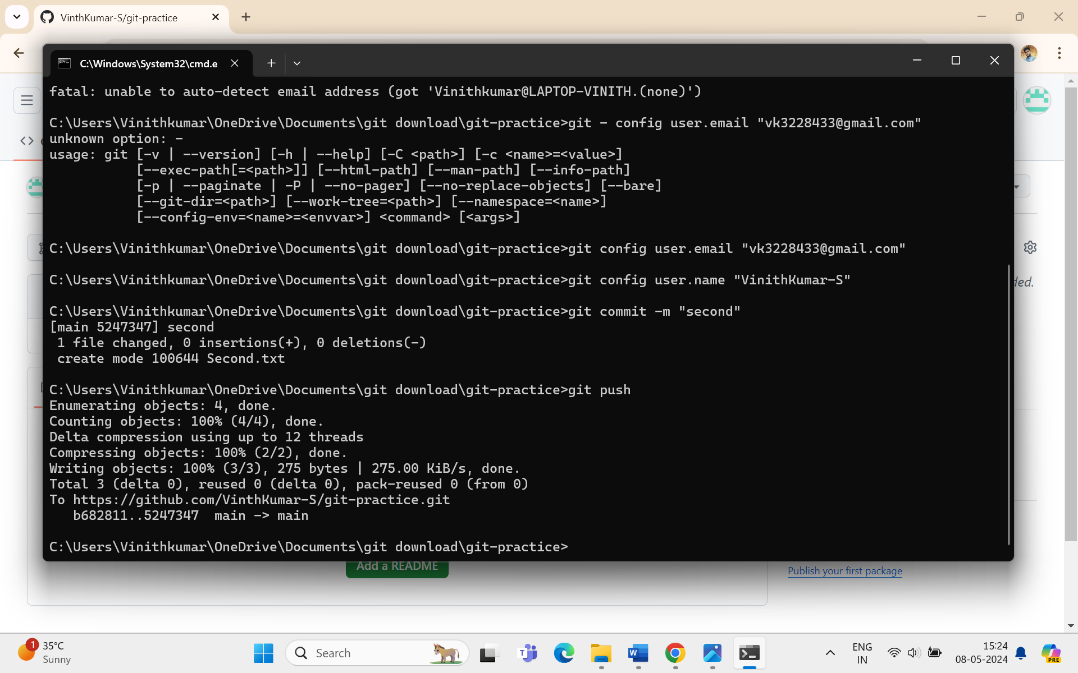 VinthKumar-S/git-practice
C:\Windows\System32\cmd.e
fatal: unable to auto-detect email address (got 'Vinithkumar@LAPTOP-VINITH.(none)')
C:\Users\Vinithkumar\OneDrive\Documents\git download\git-practice>git - config user.email "vk3228433@gmail.com"
unknown option: -
usage: git [-v | --version] [-h | --help] [-C <path>] [-c <name>=<value>]
[--exec-path[=<path>]] [--html-path] [--man-path] [--info-path]
[-p | --paginate | -P | --no-pager] [--no-replace-objects] [--bare]
[--git-dir=<path>] [--work-tree=<path>] [--namespace=<name>]
[--config-env=<name>=<envvar>] <command> [<args>]
C:\Users\Vinithkumar\OneDrive\Documents\git download\git-practice>git config user.email "vk3228433@gmail.com"
C:\Users\Vinithkumar\OneDrive\Documents\git download\git-practice>git config user.name "VinithKumar-S"
C:\Users\Vinithkumar\OneDrive\Documents\git download\git-practice>git commit -m "second"
[main 5247347] second
1 file changed, 0 insertions(+), 0 deletions(-)
create mode 100644 Second.txt
C:\Users\Vinithkumar\OneDrive\Documents\git download\git-practice>git push
Enumerating objects: 4, done.
Counting objects: 100% (4/4), done.
Delta compression using up to 12 threads
Compressing objects: 100% (2/2), done.
Writing objects: 100% (3/3), 275 bytes | 275.00 KiB/s, done.
Total 3 (delta 0), reused 0 (delta 0), pack-reused 0 (from 0)
To https://github.com/VinthKumar-S/git-practice.git
b682811..5247347 main -> main
C:\Users\Vinithkumar\OneDrive\Documents\git download\git-practice>
ded.
Add a README
Publish your first package
1
35°C
Sunny
Search
ENG
IN
15:24
08-05-2024
PRE